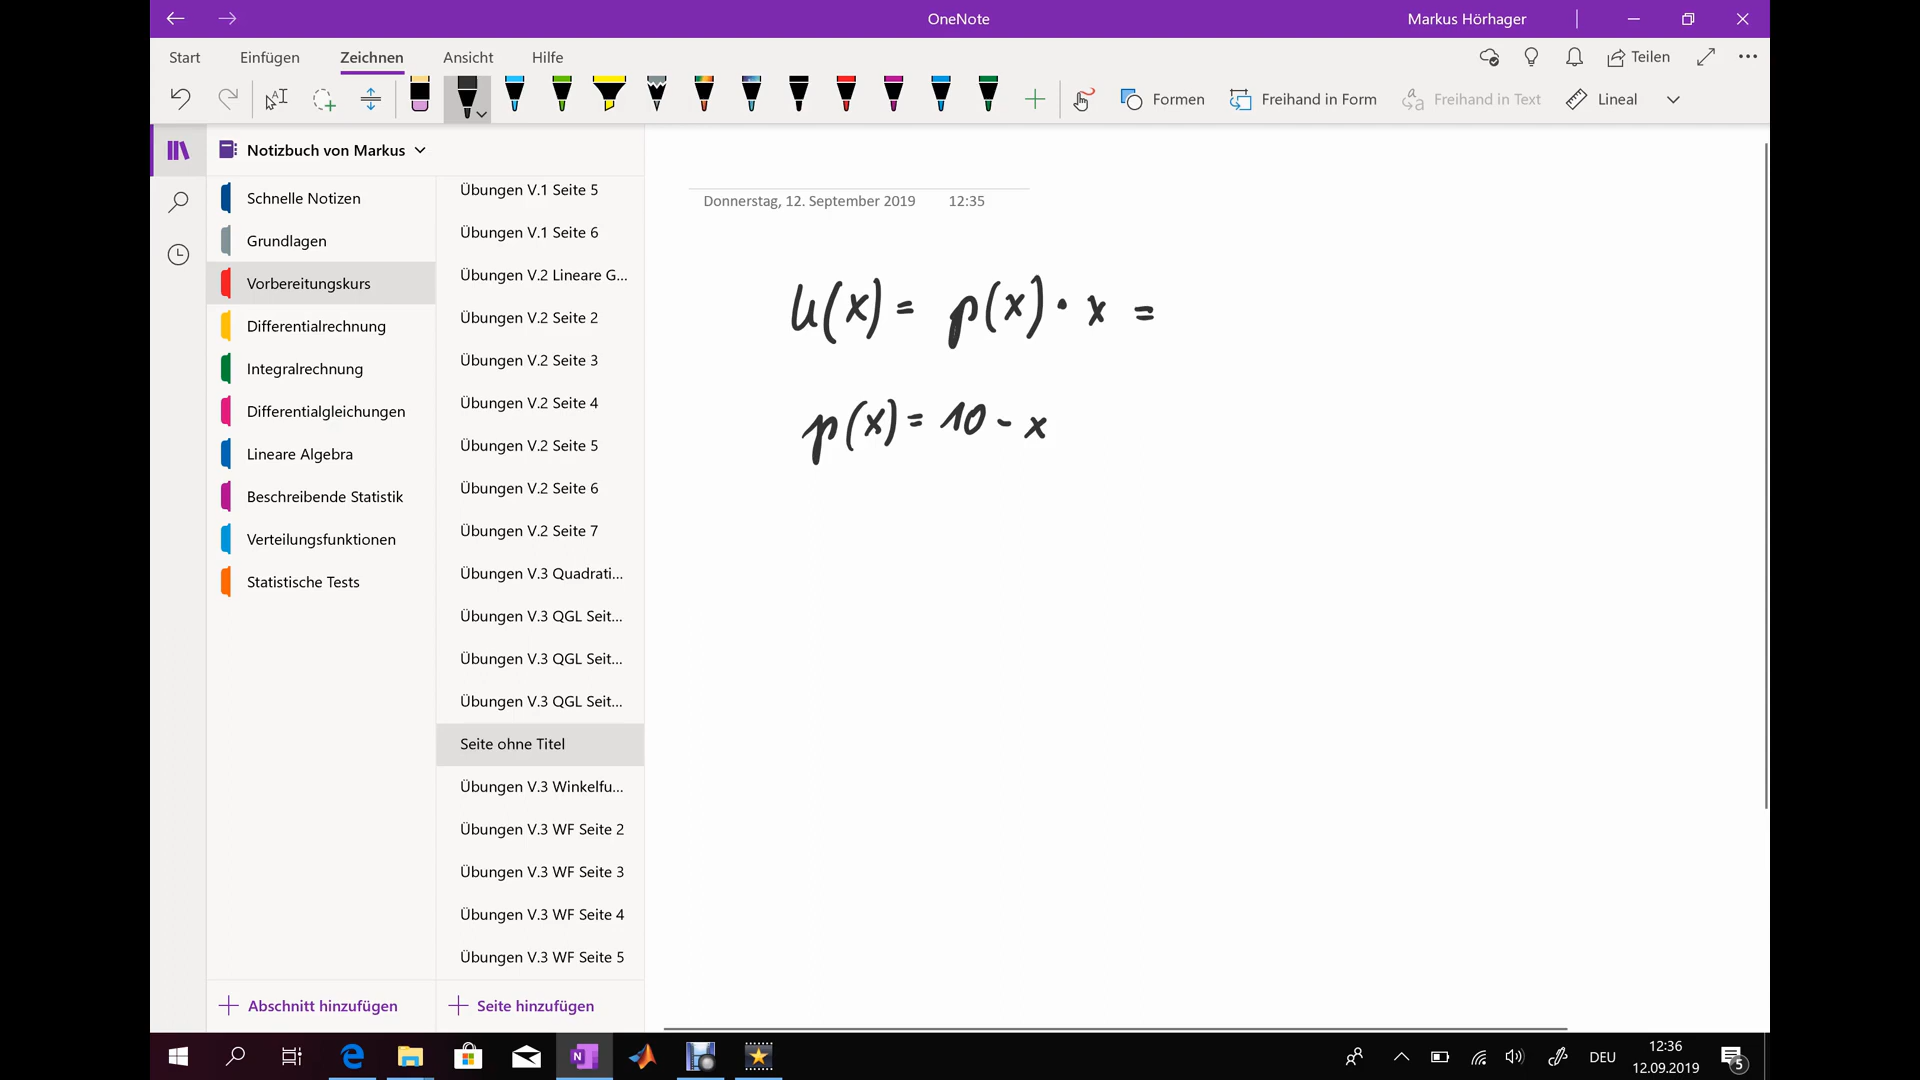 OneNote
Markus Hörhager
Start Einfügen Zeichnen Ansicht Hilfe
Teilen
Formen Freihand in Form Freihand in Text Lineal
Notizbuch von Markus
Schnelle Notizen
Grundlagen
Vorbereitungskurs
Differentialrechnung
Integralrechnung
Differentialgleichungen
Lineare Algebra
Beschreibende Statistik
Verteilungsfunktionen
Statistische Tests
Abschnitt hinzufügen
Übungen V.1 Seite 5
Übungen V.1 Seite 6
Übungen V.2 Lineare G...
Übungen V.2 Seite 2
Übungen V.2 Seite 3
Übungen V.2 Seite 4
Übungen V.2 Seite 5
Übungen V.2 Seite 6
Übungen V.2 Seite 7
Übungen V.3 Quadrati...
Übungen V.3 QGL Seit...
Übungen V.3 QGL Seit...
Übungen V.3 QGL Seit...
Seite ohne Titel
Übungen V.3 Winkelfu...
Übungen V.3 WF Seite 2
Übungen V.3 WF Seite 3
Übungen V.3 WF Seite 4
Übungen V.3 WF Seite 5
Seite hinzufügen
Donnerstag, 12. September 2019 12:35
U(x) = p(x) · x =
p(x) = 10 - x
DEU
12:36
12.09.2019
5